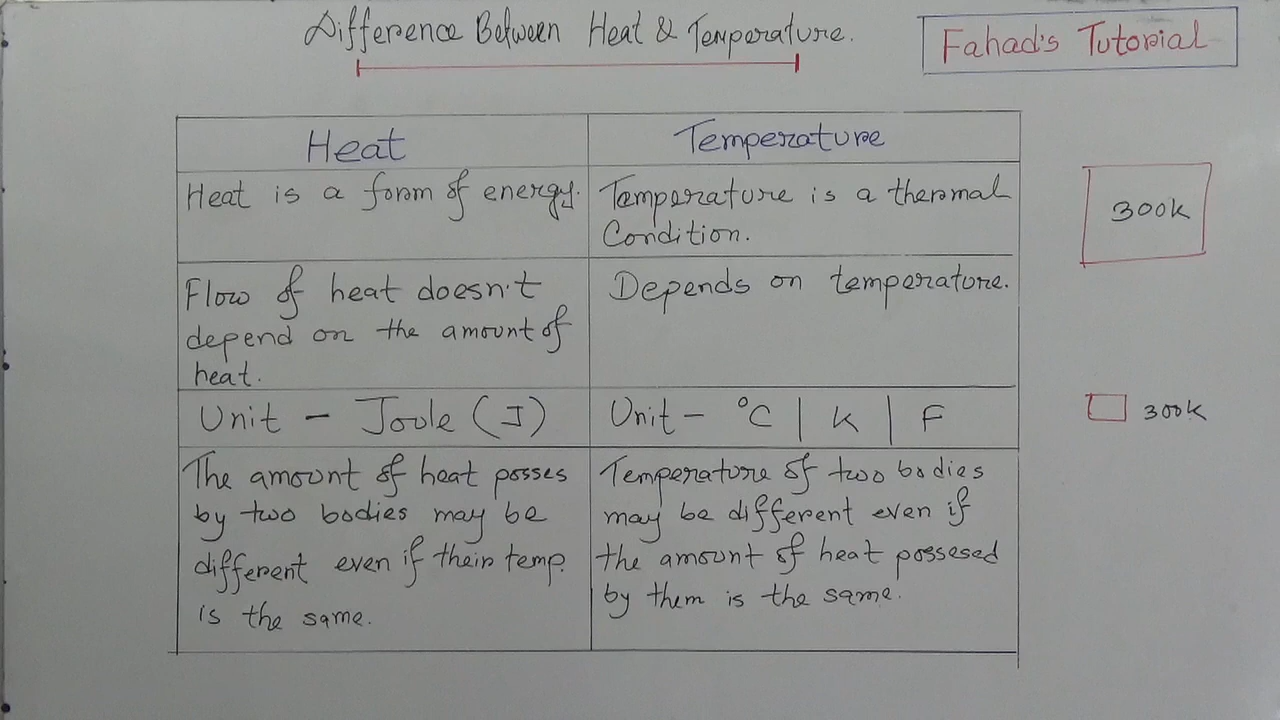 Difference Between Heat & Temperature.
Fahad's Tutorial
Heat
Temperature
Heat is a form of energy.
Temperature is a thermal
Condition.
300K
Flow of heat doesn't
depend on the amount of
heat.
Depends on temperature.
Unit - Joule (J)
Unit - °C | K | F
300K
The amount of heat posses
by two bodies may be
different even if their temp.
is the same.
Temperature of two bodies
may be different even if
the amount of heat possesed
by them is the same.